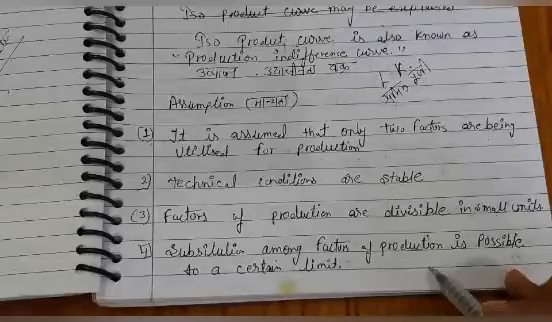 Iso product curve may be explained
Iso Product curve is also known as
"Production indifference curve."
उत्पादन उदासीनता वक्र
L K पूंजी
श्रम
Assumption (मान्यता)
(1) It is assumed that only two factors are being
utilised for production
2) technical conditions are stable
(3) Factors of production are divisible in small units
4) Substitution among factors of production is Possible
to a certain limit.